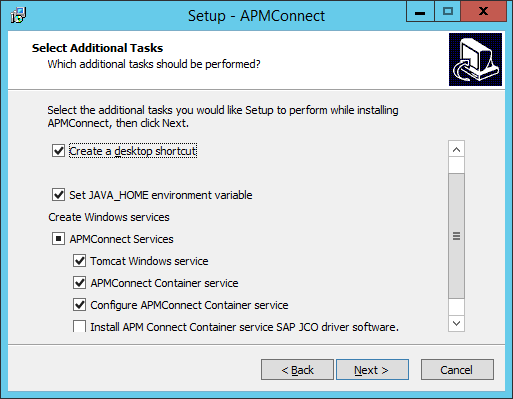 Setup - APMConnect
Select Additional Tasks
Which additional tasks should be performed?
Select the additional tasks you would like Setup to perform while installing
APMConnect, then click Next.
Create a desktop shortcut
Set JAVA_HOME environment variable
Create Windows services
APMConnect Services
Tomcat Windows service
APMConnect Container service
Configure APMConnect Container service
Install APM Connect Container service SAP JCO driver software.
< Back
Next >
Cancel